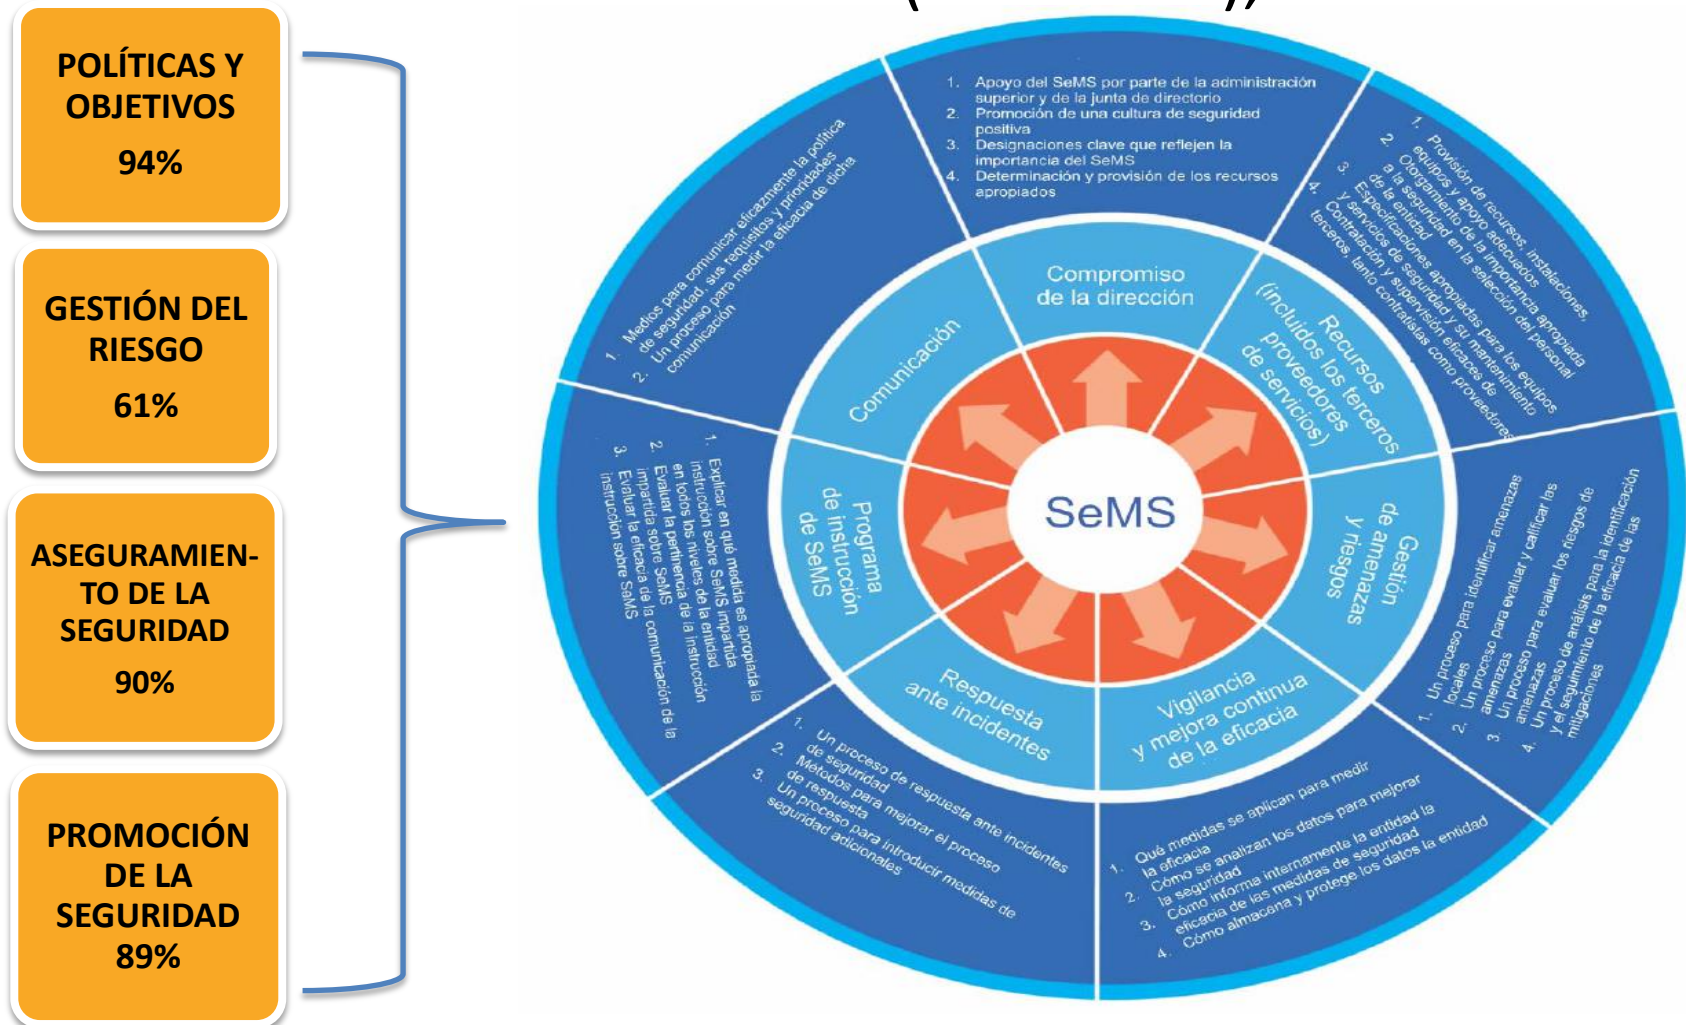 POLÍTICAS Y
OBJETIVOS
94%
GESTIÓN DEL
RIESGO
61%
ASEGURAMIEN-
TO DE LA
SEGURIDAD
90%
PROMOCIÓN
DE LA
SEGURIDAD
89%
SeMS
Compromiso
de la dirección
1. Apoyo del SeMS por parte de la administración
superior y de la junta de directorio
2. Promoción de una cultura de seguridad
positiva
3. Designaciones clave que reflejen la
importancia del SeMS
4. Determinación y provisión de los recursos
apropiados
Recursos
(incluidos los terceros
proveedores
de servicios)
1. Provisión de recursos, instalaciones,
equipos y apoyo adecuados
2. Otorgamiento de la importancia apropiada
a la seguridad en la selección del personal
de la entidad
3. Especificaciones apropiadas para los equipos
y servicios de seguridad y su mantenimiento
4. Contratación y supervisión eficaces de
terceros, tanto contratistas como proveedores
Gestión
de amenazas
y riesgos
1. Un proceso para identificar amenazas
locales
2. Un proceso para evaluar y calificar las
amenazas
3. Un proceso para evaluar los riesgos de
amenazas
4. Un proceso de análisis para la identificación
y el seguimiento de la eficacia de las
mitigaciones
Vigilancia
y mejora continua
de la eficacia
1. Qué medidas se aplican para medir
la eficacia
2. Cómo se analizan los datos para mejorar
la seguridad
3. Cómo informa internamente la entidad la
eficacia de las medidas de seguridad
4. Cómo almacena y protege los datos la entidad
Respuesta
ante incidentes
1. Un proceso de respuesta ante incidentes
de seguridad
2. Métodos para mejorar el proceso
de respuesta
3. Un proceso para introducir medidas de
seguridad adicionales
Programa
de instrucción
de SeMS
1. Explicar en qué medida es apropiada la
instrucción sobre SeMS impartida
en todos los niveles de la entidad
2. Evaluar la pertinencia de la instrucción
impartida sobre SeMS
3. Evaluar la eficacia de la comunicación de la
instrucción sobre SeMS
Comunicación
1. Medios para comunicar eficazmente la política
de seguridad, sus requisitos y prioridades
2. Un proceso para medir la eficacia de dicha
comunicación